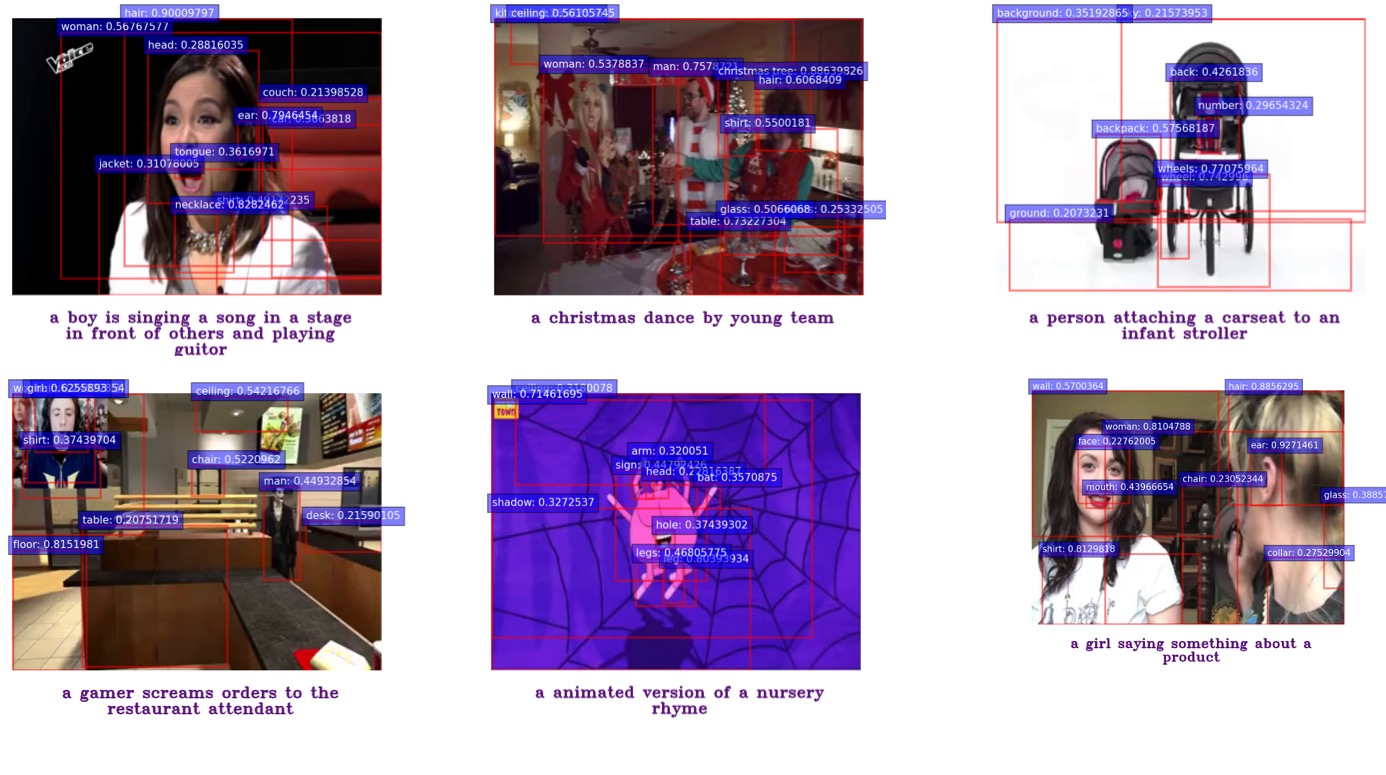 hair: 0.90009797
woman: 0.56767577
head: 0.28816035
couch: 0.21398528
ear: 0.7946454
3818
tongue: 0.3616971
jacket: 0.31078005
235
necklace: 0.8282462
a boy is singing a song in a stage
in front of others and playing
guitor
ceiling: 0.56105745
woman: 0.5378837
man: 0.757
christmas tree: 0.88639826
hair: 0.6068409
shirt: 0.5500181
glass: 0.5066068
: 0.25332505
table: 0.73227304
a christmas dance by young team
background: 0.35192865
y: 0.21573953
back: 0.4261836
number: 0.29654324
backpack: 0.57568187
wheels: 0.77075964
ground: 0.2073231
a person attaching a carseat to an
infant stroller
girl: 0.6255893
54
ceiling: 0.54216766
shirt: 0.37439704
chair: 0.5220962
man: 0.44932854
table: 0.20751719
desk: 0.21590105
floor: 0.8151981
a gamer screams orders to the
restaurant attendant
0078
wall: 0.71461695
TOWN
arm: 0.320051
sign:
head:
bat: 0.3570875
shadow: 0.3272537
hole: 0.37439302
legs: 0.46805775
934
a animated version of a nursery
rhyme
wall: 0.5700364
hair: 0.8856295
woman: 0.8104788
face: 0.22762005
ear: 0.9271461
mouth: 0.43966654
chair: 0.23052344
glass: 0.3885
shirt: 0.8129818
collar: 0.27529904
a girl saying something about a
product